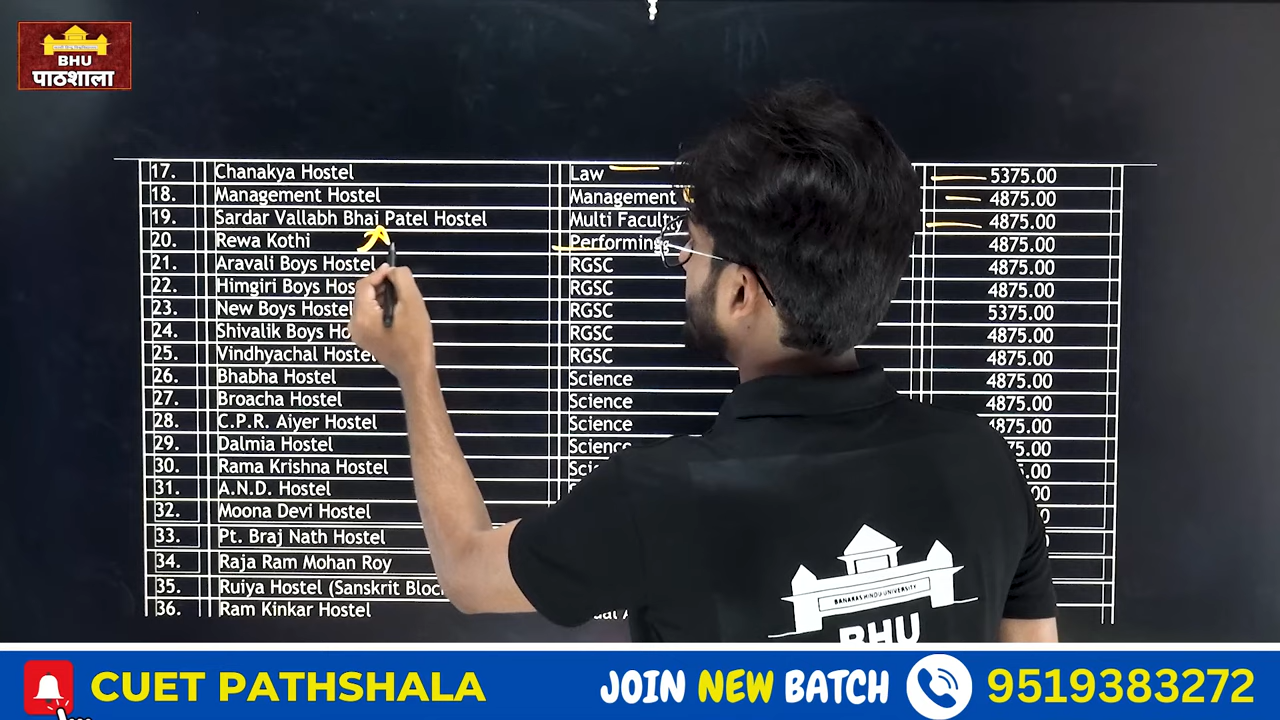 BHU
पाठशाला
17. Chanakya Hostel Law 5375.00
18. Management Hostel Management 4875.00
19. Sardar Vallabh Bhai Patel Hostel Multi Faculty 4875.00
20. Rewa Kothi Performing 4875.00
21. Aravali Boys Hostel RGSC 4875.00
22. Himgiri Boys RGSC 4875.00
23. New Boys Hostel RGSC 5375.00
24. Shivalik Boys RGSC 4875.00
25. Vindhyachal Hostel RGSC 4875.00
26. Bhabha Hostel Science 4875.00
27. Broacha Hostel Science 4875.00
28. C.P.R. Aiyer Hostel Science 4875.00
29. Dalmia Hostel Science
30. Rama Krishna Hostel
31. A.N.D. Hostel
32. Moona Devi Hostel
33. Pt. Braj Nath Hostel
34. Raja Ram Mohan Roy
35. Ruiya Hostel (Sanskrit
36. Ram Kinkar Hostel
BANARAS HINDU UNIVERSITY
BHU
CUET PATHSHALA JOIN NEW BATCH 9519383272